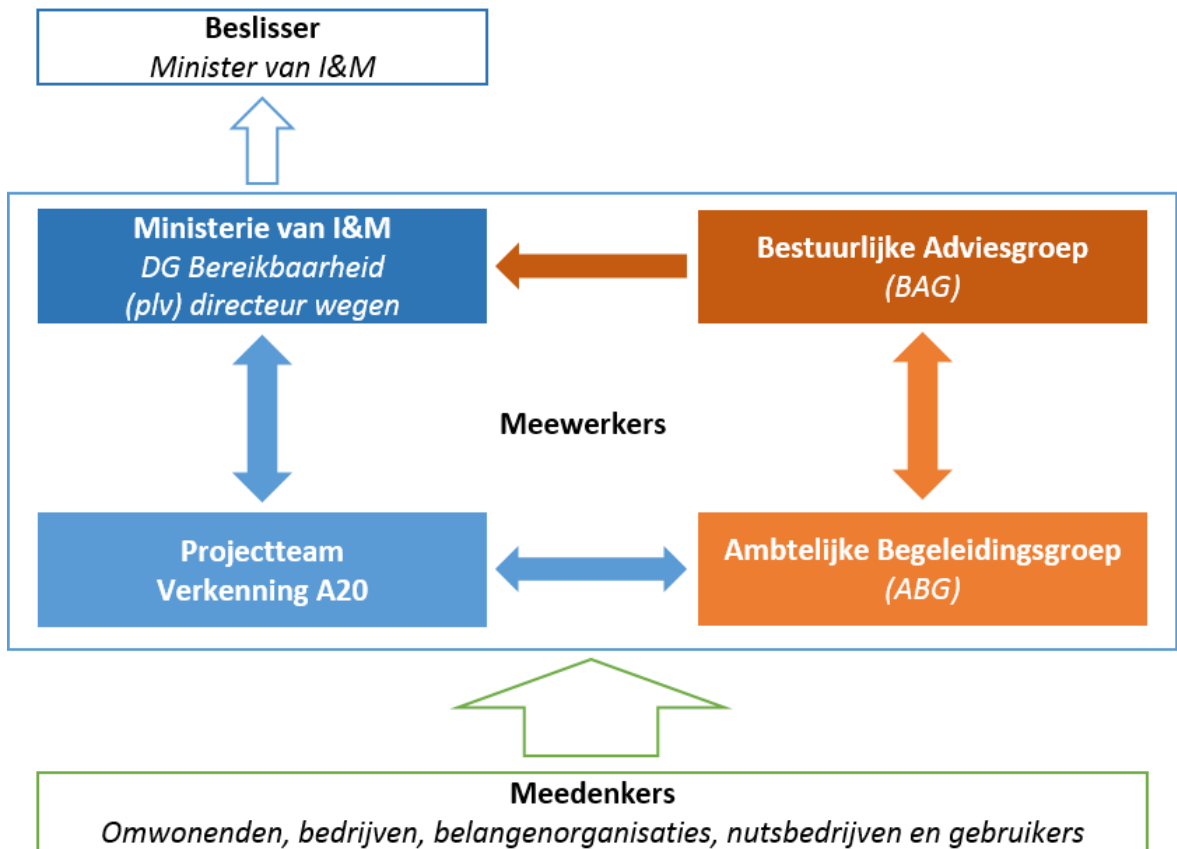 Beslisser
Minister van I&M
Ministerie van I&M
DG Bereikbaarheid
(plv) directeur wegen
Bestuurlijke Adviesgroep
(BAG)
Meewerkers
Projectteam
Verkenning A20
Ambtelijke Begeleidingsgroep
(ABG)
Meedenkers
Omwonenden, bedrijven, belangenorganisaties, nutsbedrijven en gebruikers